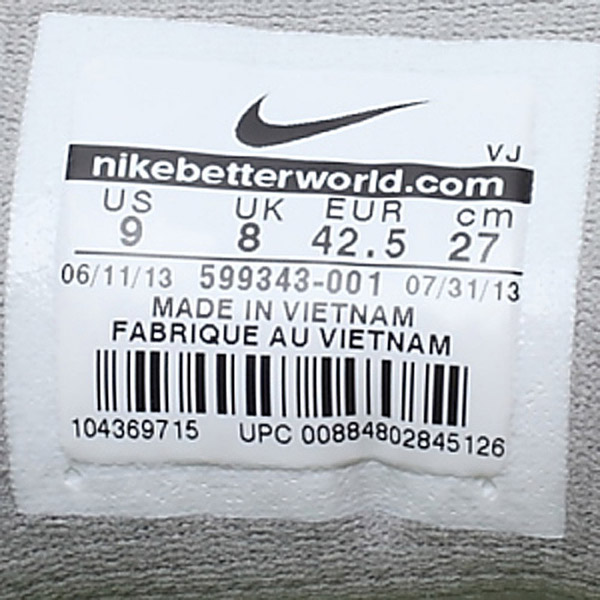 VJ
nikebetterworld.com
US UK EUR cm
9 8 42.5 27
06/11/13 599343-001 07/31/13
MADE IN VIETNAM
FABRIQUE AU VIETNAM
104369715 UPC 00884802845126